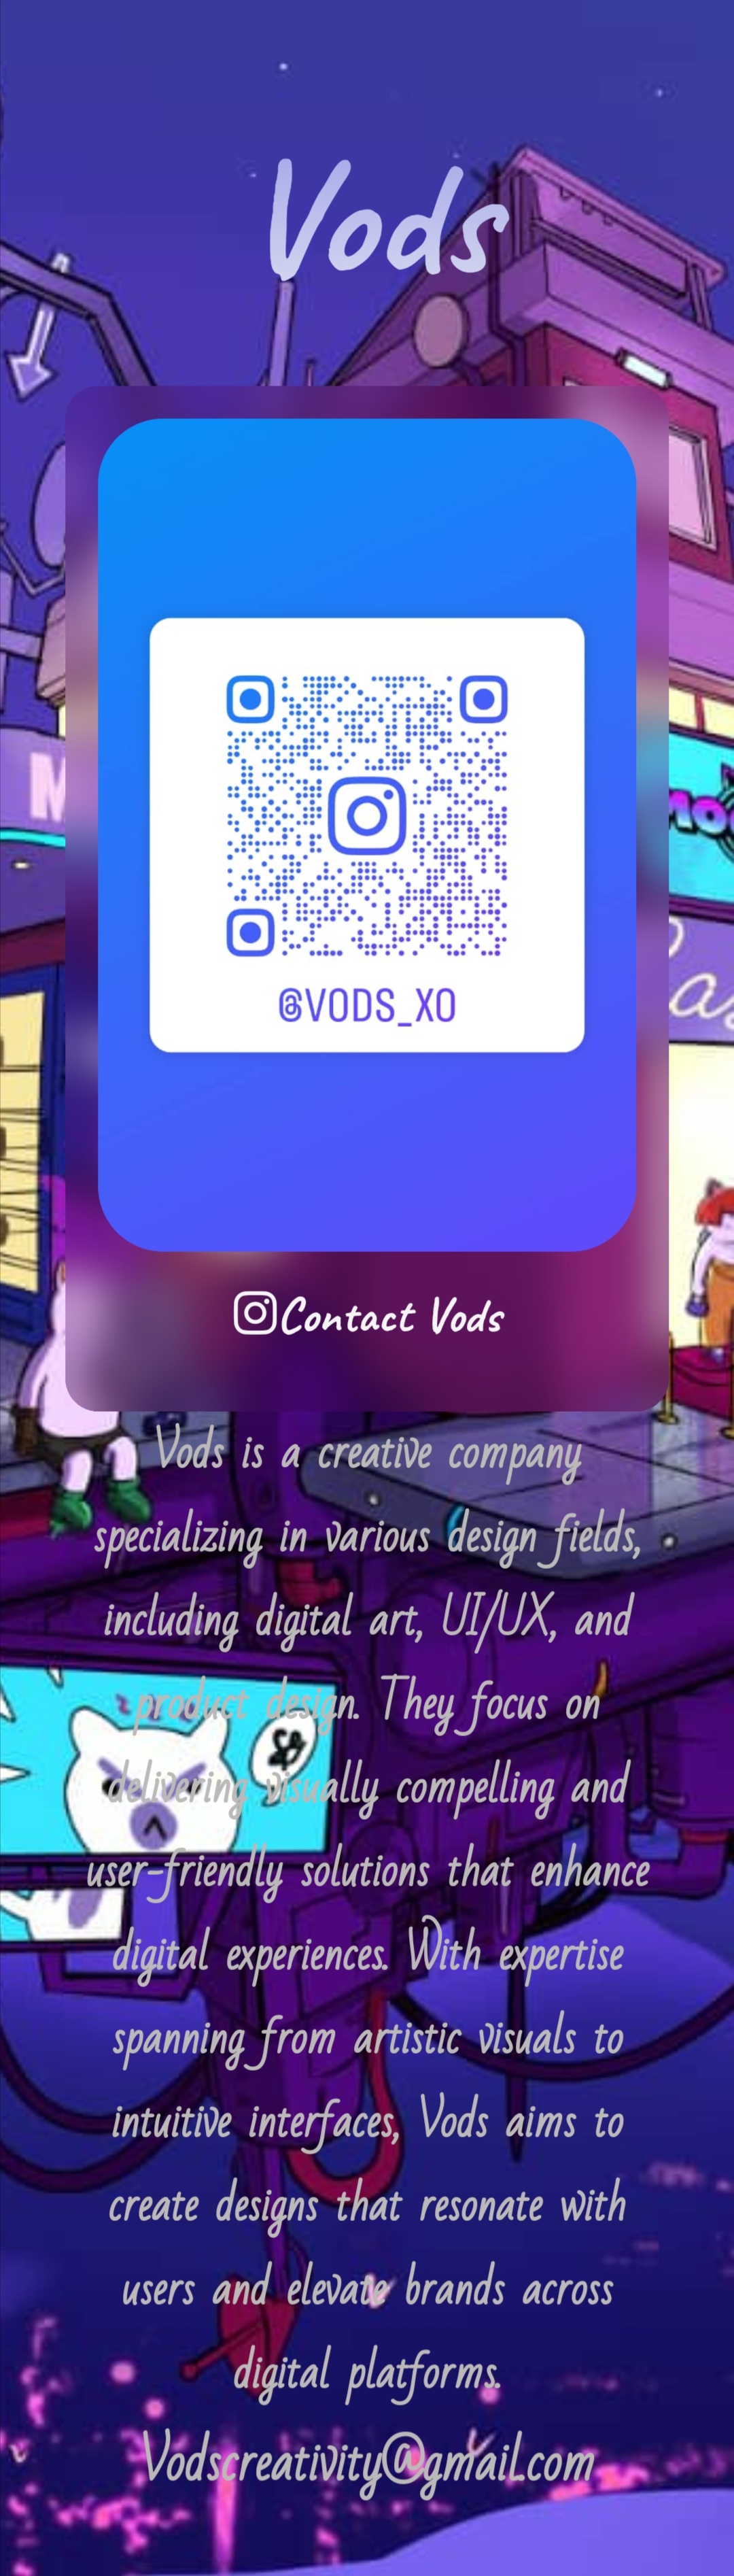 Vods
M
as
@VODS_XO
Contact Vods
Vods is a creative company
specializing in various design fields,
including digital art, UI/UX, and
product design. They focus on
delivering visually compelling and
user-friendly solutions that enhance
digital experiences. With expertise
spanning from artistic visuals to
intuitive interfaces, Vods aims to
create designs that resonate with
users and elevate brands across
digital platforms.
Vodscreativity@gmail.com